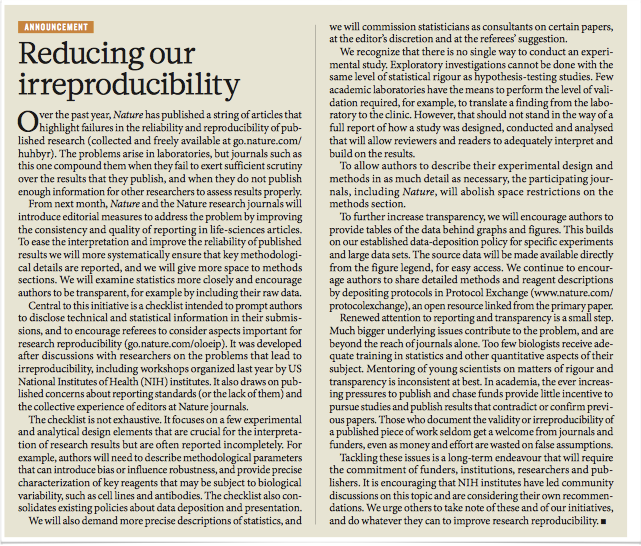 ANNOUNCEMENT
Reducing our
irreproducibility
Over the past year, Nature has published a string of articles that
highlight failures in the reliability and reproducibility of pub-
lished research (collected and freely available at go.nature.com/
huhbyr). The problems arise in laboratories, but journals such as
this one compound them when they fail to exert sufficient scrutiny
over the results that they publish, and when they do not publish
enough information for other researchers to assess results properly.
From next month, Nature and the Nature research journals will
introduce editorial measures to address the problem by improving
the consistency and quality of reporting in life-sciences articles.
To ease the interpretation and improve the reliability of published
results we will more systematically ensure that key methodologi-
cal details are reported, and we will give more space to methods
sections. We will examine statistics more closely and encourage
authors to be transparent, for example by including their raw data.
Central to this initiative is a checklist intended to prompt authors
to disclose technical and statistical information in their submis-
sions, and to encourage referees to consider aspects important for
research reproducibility (go.nature.com/oloeip). It was developed
after discussions with researchers on the problems that lead to
irreproducibility, including workshops organized last year by US
National Institutes of Health (NIH) institutes. It also draws on pub-
lished concerns about reporting standards (or the lack of them) and
the collective experience of editors at Nature journals.
The checklist is not exhaustive. It focuses on a few experimental
and analytical design elements that are crucial for the interpreta-
tion of research results but are often reported incompletely. For
example, authors will need to describe methodological parameters
that can introduce bias or influence robustness, and provide precise
characterization of key reagents that may be subject to biological
variability, such as cell lines and antibodies. The checklist also con-
solidates existing policies about data deposition and presentation.
We will also demand more precise descriptions of statistics, and
we will commission statisticians as consultants on certain papers,
at the editor's discretion and at the referees' suggestion.
We recognize that there is no single way to conduct an experi-
mental study. Exploratory investigations cannot be done with the
same level of statistical rigour as hypothesis-testing studies. Few
academic laboratories have the means to perform the level of vali-
dation required, for example, to translate a finding from the labo-
ratory to the clinic. However, that should not stand in the way of a
full report of how a study was designed, conducted and analysed
that will allow reviewers and readers to adequately interpret and
build on the results.
To allow authors to describe their experimental design and
methods in as much detail as necessary, the participating jour-
nals, including Nature, will abolish space restrictions on the
methods section.
To further increase transparency, we will encourage authors to
provide tables of the data behind graphs and figures. This builds
on our established data-deposition policy for specific experiments
and large data sets. The source data will be made available directly
from the figure legend, for easy access. We continue to encour-
age authors to share detailed methods and reagent descriptions
by depositing protocols in Protocol Exchange (www.nature.com/
protocolexchange), an open resource linked from the primary paper.
Renewed attention to reporting and transparency is a small step.
Much bigger underlying issues contribute to the problem, and are
beyond the reach of journals alone. Too few biologists receive ade-
quate training in statistics and other quantitative aspects of their
subject. Mentoring of young scientists on matters of rigour and
transparency is inconsistent at best. In academia, the ever increas-
ing pressures to publish and chase funds provide little incentive to
pursue studies and publish results that contradict or confirm previ-
ous papers. Those who document the validity or irreproducibility of
a published piece of work seldom get a welcome from journals and
funders, even as money and effort are wasted on false assumptions.
Tackling these issues is a long-term endeavour that will require
the commitment of funders, institutions, researchers and pub-
lishers. It is encouraging that NIH institutes have led community
discussions on this topic and are considering their own recommen-
dations. We urge others to take note of these and of our initiatives,
and do whatever they can to improve research reproducibility. ■